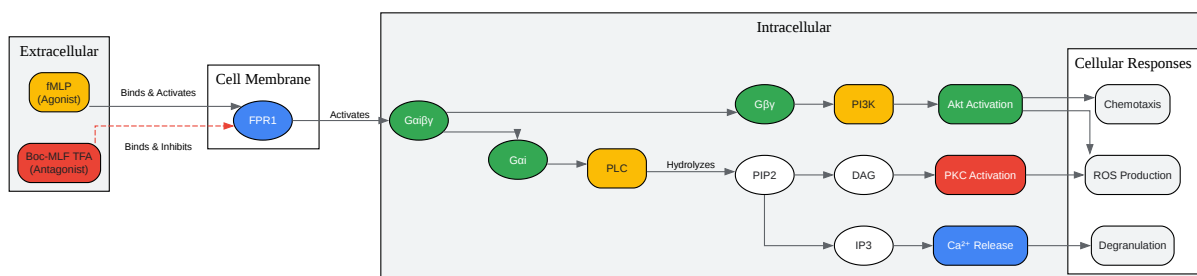 Extracellular
fMLP
(Agonist)
Boc-MLF TFA
(Antagonist)
Binds & Activates
Binds & Inhibits
Cell Membrane
FPR1
Activates
Intracellular
Gαiβγ
Gαi
PLC
Hydrolyzes
Gβγ
PI3K
Akt Activation
PIP2
DAG
PKC Activation
IP3
Ca²⁺ Release
Cellular Responses
Chemotaxis
ROS Production
Degranulation